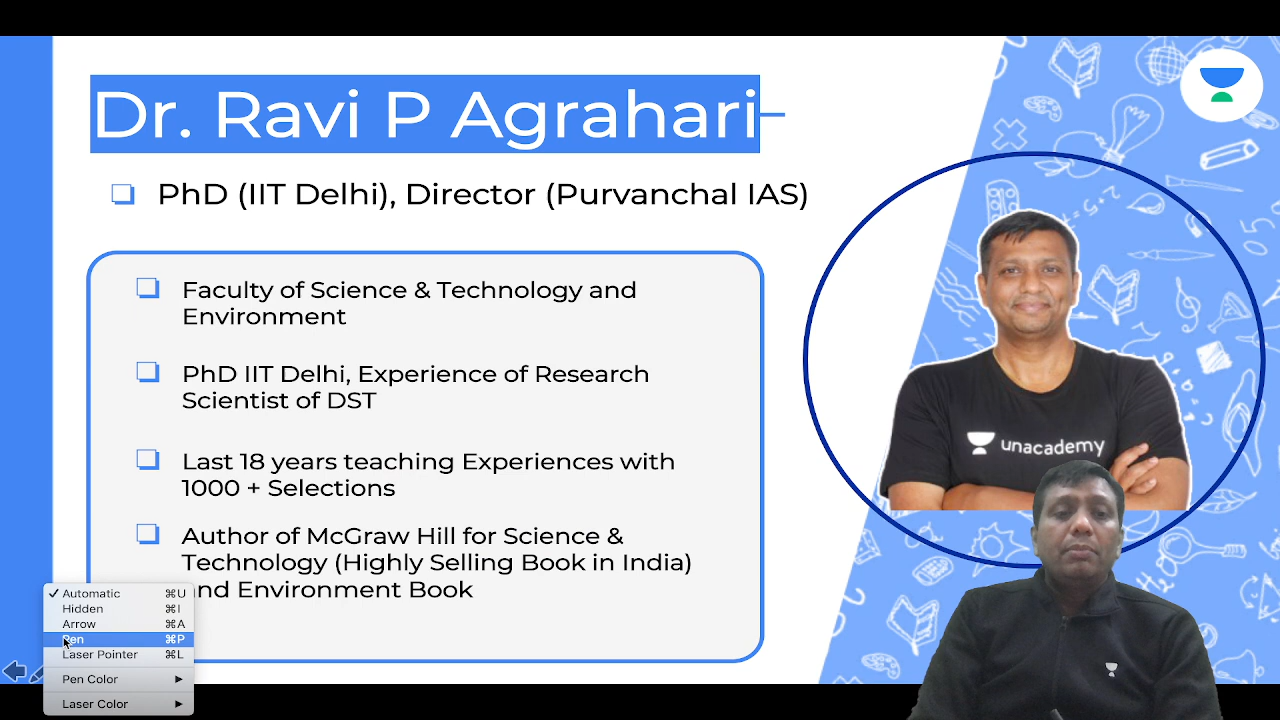 Dr. Ravi P Agrahari–
PhD (IIT Delhi), Director (Purvanchal IAS)
Faculty of Science & Technology and
Environment
PhD IIT Delhi, Experience of Research
Scientist of DST
Last 18 years teaching Experiences with
1000 + Selections
Author of McGraw Hill for Science &
Technology (Highly Selling Book in India)
and Environment Book
unacademy
✓ Automatic ⌘U
Hidden ⌘I
Arrow ⌘A
Pen ⌘P
Laser Pointer ⌘L
Pen Color ▶
Laser Color ▶